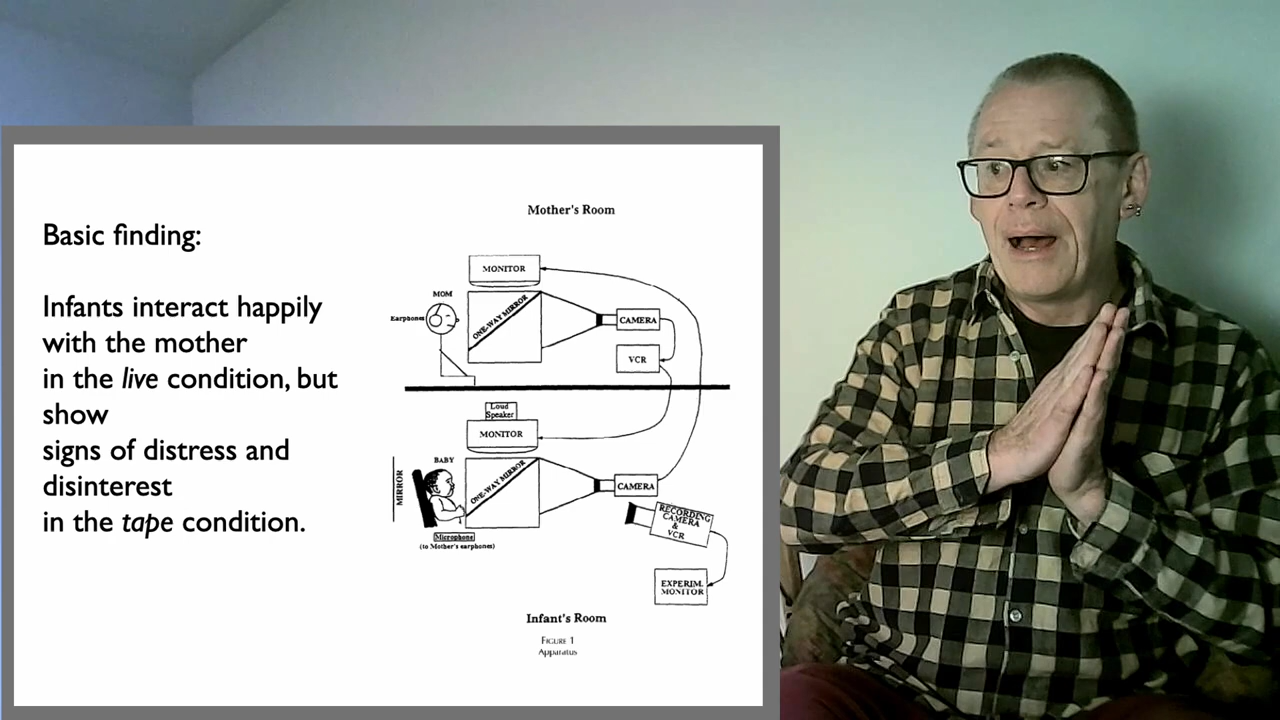 Basic finding:
Infants interact happily
with the mother
in the live condition, but
show
signs of distress and
disinterest
in the tape condition.
Mother's Room
MONITOR
MOM
Earphones
ONE-WAY MIRROR
CAMERA
VCR
Loud
Speaker
MONITOR
BABY
MIRROR
ONE-WAY MIRROR
CAMERA
Microphone
(to Mother's earphones)
RECORDING
CAMERA
&
VCR
EXPERIM.
MONITOR
Infant's Room
FIGURE 1
Apparatus